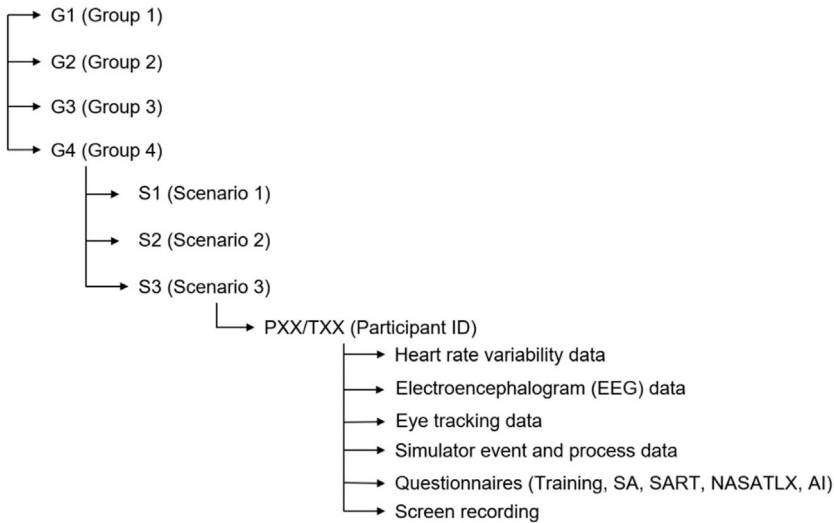 G1 (Group 1)
G2 (Group 2)
G3 (Group 3)
G4 (Group 4)
S1 (Scenario 1)
S2 (Scenario 2)
S3 (Scenario 3)
PXX/TXX (Participant ID)
Heart rate variability data
Electroencephalogram (EEG) data
Eye tracking data
Simulator event and process data
Questionnaires (Training, SA, SART, NASATLX, AI)
Screen recording